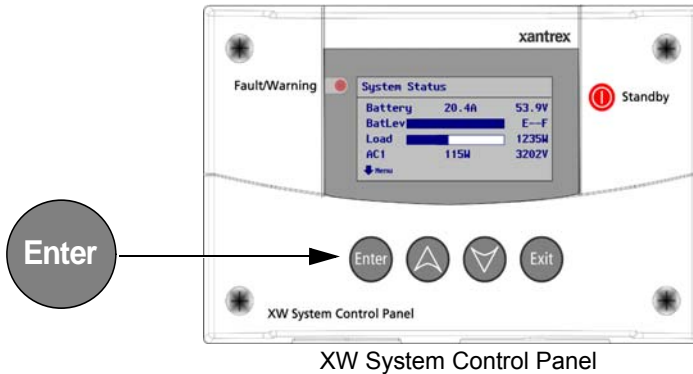 xantrex
Fault/Warning
Standby
System Status
Battery 20.4A 53.9V
BatLev E--F
Load 1235W
AC1 115W 3202V
Menu
Enter
Enter Exit
XW System Control Panel
XW System Control Panel